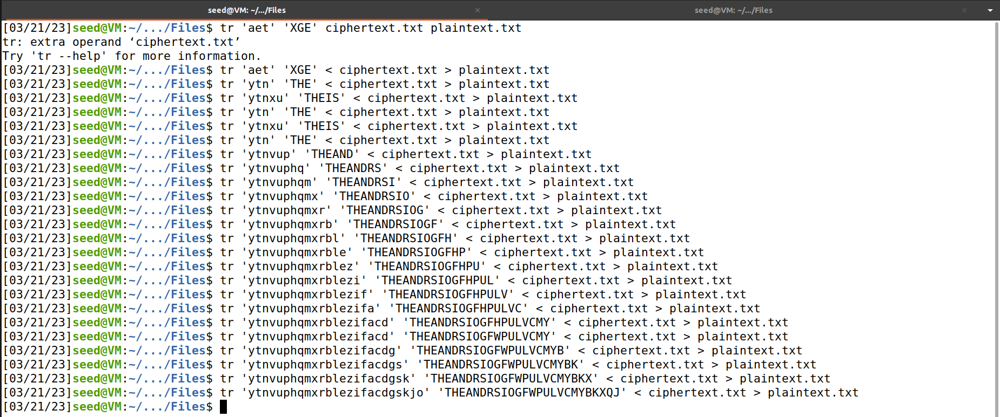 seed@VM: ~/.../Files × seed@VM: ~/.../Files ×
[03/21/23]seed@VM:~/.../Files$ tr 'aet' 'XGE' ciphertext.txt plaintext.txt
tr: extra operand ‘ciphertext.txt’
Try 'tr --help' for more information.
[03/21/23]seed@VM:~/.../Files$ tr 'aet' 'XGE' < ciphertext.txt > plaintext.txt
[03/21/23]seed@VM:~/.../Files$ tr 'ytn' 'THE' < ciphertext.txt > plaintext.txt
[03/21/23]seed@VM:~/.../Files$ tr 'ytnxu' 'THEIS' < ciphertext.txt > plaintext.txt
[03/21/23]seed@VM:~/.../Files$ tr 'ytn' 'THE' < ciphertext.txt > plaintext.txt
[03/21/23]seed@VM:~/.../Files$ tr 'ytnxu' 'THEIS' < ciphertext.txt > plaintext.txt
[03/21/23]seed@VM:~/.../Files$ tr 'ytn' 'THE' < ciphertext.txt > plaintext.txt
[03/21/23]seed@VM:~/.../Files$ tr 'ytnvup' 'THEAND' < ciphertext.txt > plaintext.txt
[03/21/23]seed@VM:~/.../Files$ tr 'ytnvuphq' 'THEANDRS' < ciphertext.txt > plaintext.txt
[03/21/23]seed@VM:~/.../Files$ tr 'ytnvuphqm' 'THEANDRSI' < ciphertext.txt > plaintext.txt
[03/21/23]seed@VM:~/.../Files$ tr 'ytnvuphqmx' 'THEANDRSIO' < ciphertext.txt > plaintext.txt
[03/21/23]seed@VM:~/.../Files$ tr 'ytnvuphqmxr' 'THEANDRSIOG' < ciphertext.txt > plaintext.txt
[03/21/23]seed@VM:~/.../Files$ tr 'ytnvuphqmxrb' 'THEANDRSIOGF' < ciphertext.txt > plaintext.txt
[03/21/23]seed@VM:~/.../Files$ tr 'ytnvuphqmxrbl' 'THEANDRSIOGFH' < ciphertext.txt > plaintext.txt
[03/21/23]seed@VM:~/.../Files$ tr 'ytnvuphqmxrble' 'THEANDRSIOGFHP' < ciphertext.txt > plaintext.txt
[03/21/23]seed@VM:~/.../Files$ tr 'ytnvuphqmxrblez' 'THEANDRSIOGFHPU' < ciphertext.txt > plaintext.txt
[03/21/23]seed@VM:~/.../Files$ tr 'ytnvuphqmxrblezi' 'THEANDRSIOGFHPUL' < ciphertext.txt > plaintext.txt
[03/21/23]seed@VM:~/.../Files$ tr 'ytnvuphqmxrblezif' 'THEANDRSIOGFHPULV' < ciphertext.txt > plaintext.txt
[03/21/23]seed@VM:~/.../Files$ tr 'ytnvuphqmxrblezifa' 'THEANDRSIOGFHPULVC' < ciphertext.txt > plaintext.txt
[03/21/23]seed@VM:~/.../Files$ tr 'ytnvuphqmxrblezifacd' 'THEANDRSIOGFHPULVCMY' < ciphertext.txt > plaintext.txt
[03/21/23]seed@VM:~/.../Files$ tr 'ytnvuphqmxrblezifacd' 'THEANDRSIOGFWPULVCMY' < ciphertext.txt > plaintext.txt
[03/21/23]seed@VM:~/.../Files$ tr 'ytnvuphqmxrblezifacdg' 'THEANDRSIOGFWPULVCMYB' < ciphertext.txt > plaintext.txt
[03/21/23]seed@VM:~/.../Files$ tr 'ytnvuphqmxrblezifacdgs' 'THEANDRSIOGFWPULVCMYBK' < ciphertext.txt > plaintext.txt
[03/21/23]seed@VM:~/.../Files$ tr 'ytnvuphqmxrblezifacdgsk' 'THEANDRSIOGFWPULVCMYBKX' < ciphertext.txt > plaintext.txt
[03/21/23]seed@VM:~/.../Files$ tr 'ytnvuphqmxrblezifacdgskjo' 'THEANDRSIOGFWPULVCMYBKXQJ' < ciphertext.txt > plaintext.txt
[03/21/23]seed@VM:~/.../Files$